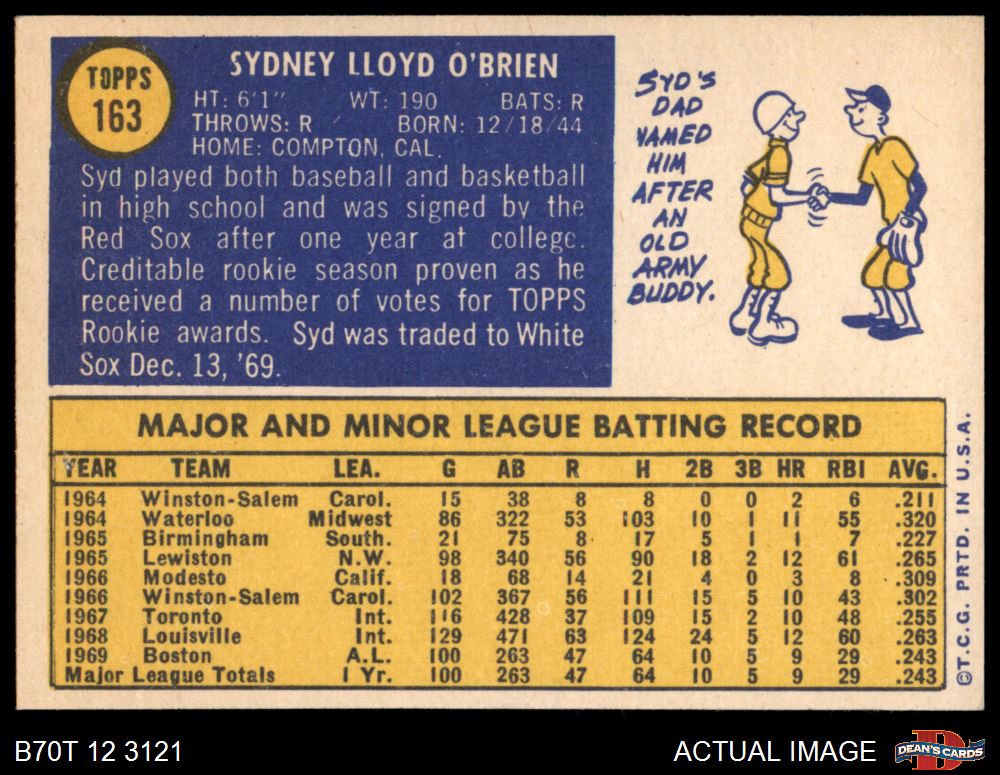 TOPPS
163
SYDNEY LLOYD O'BRIEN
HT: 6'1" WT: 190 BATS: R
THROWS: R BORN: 12/18/44
HOME: COMPTON, CAL.
Syd played both baseball and basketball
in high school and was signed by the
Red Sox after one year at college.
Creditable rookie season proven as he
received a number of votes for TOPPS
Rookie awards. Syd was traded to White
Sox Dec. 13, '69.
SYD'S
DAD
NAMED
HIM
AFTER
AN
OLD
ARMY
BUDDY.
MAJOR AND MINOR LEAGUE BATTING RECORD
YEAR TEAM LEA. G AB R H 2B 3B HR RBI AVG.
1964 Winston-Salem Carol. 15 38 8 8 0 0 2 6 .211
1964 Waterloo Midwest 86 322 53 103 10 1 11 55 .320
1965 Birmingham South. 21 75 8 17 5 1 1 7 .227
1965 Lewiston N.W. 98 340 56 90 18 2 12 61 .265
1966 Modesto Calif. 18 68 14 21 4 0 3 8 .309
1966 Winston-Salem Carol. 102 367 56 111 15 5 10 43 .302
1967 Toronto Int. 116 428 37 109 15 2 10 48 .255
1968 Louisville Int. 129 471 63 124 24 5 12 60 .263
1969 Boston A.L. 100 263 47 64 10 5 9 29 .243
Major League Totals 1 Yr. 100 263 47 64 10 5 9 29 .243
©T.C.G. PRTD. IN U.S.A.
B70T 12 3121
ACTUAL IMAGE
DEAN'S CARDS